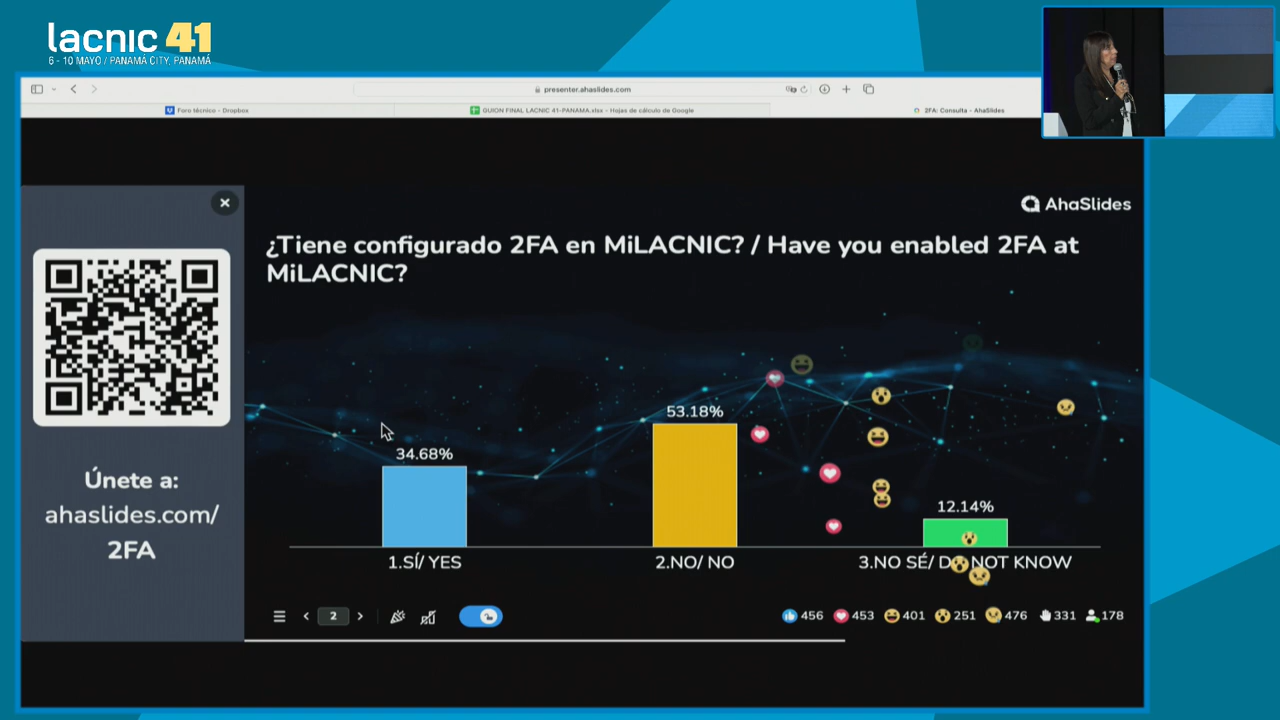 lacnic 41
6 - 10 MAYO / PANAMÁ CITY, PANAMÁ
presenter.ahaslides.com
Foro técnico - Dropbox
GUION FINAL LACNIC 41-PANAMA.xlsx - Hojas de cálculo de Google
2FA: Consulta - AhaSlides
AhaSlides
¿Tiene configurado 2FA en MiLACNIC? / Have you enabled 2FA at
MiLACNIC?
53.18%
34.68%
12.14%
1.SÍ/ YES
2.NO/ NO
3.NO SÉ/ DO NOT KNOW
Únete a:
ahaslides.com/
2FA
2
456
453
401
251
476
331
178